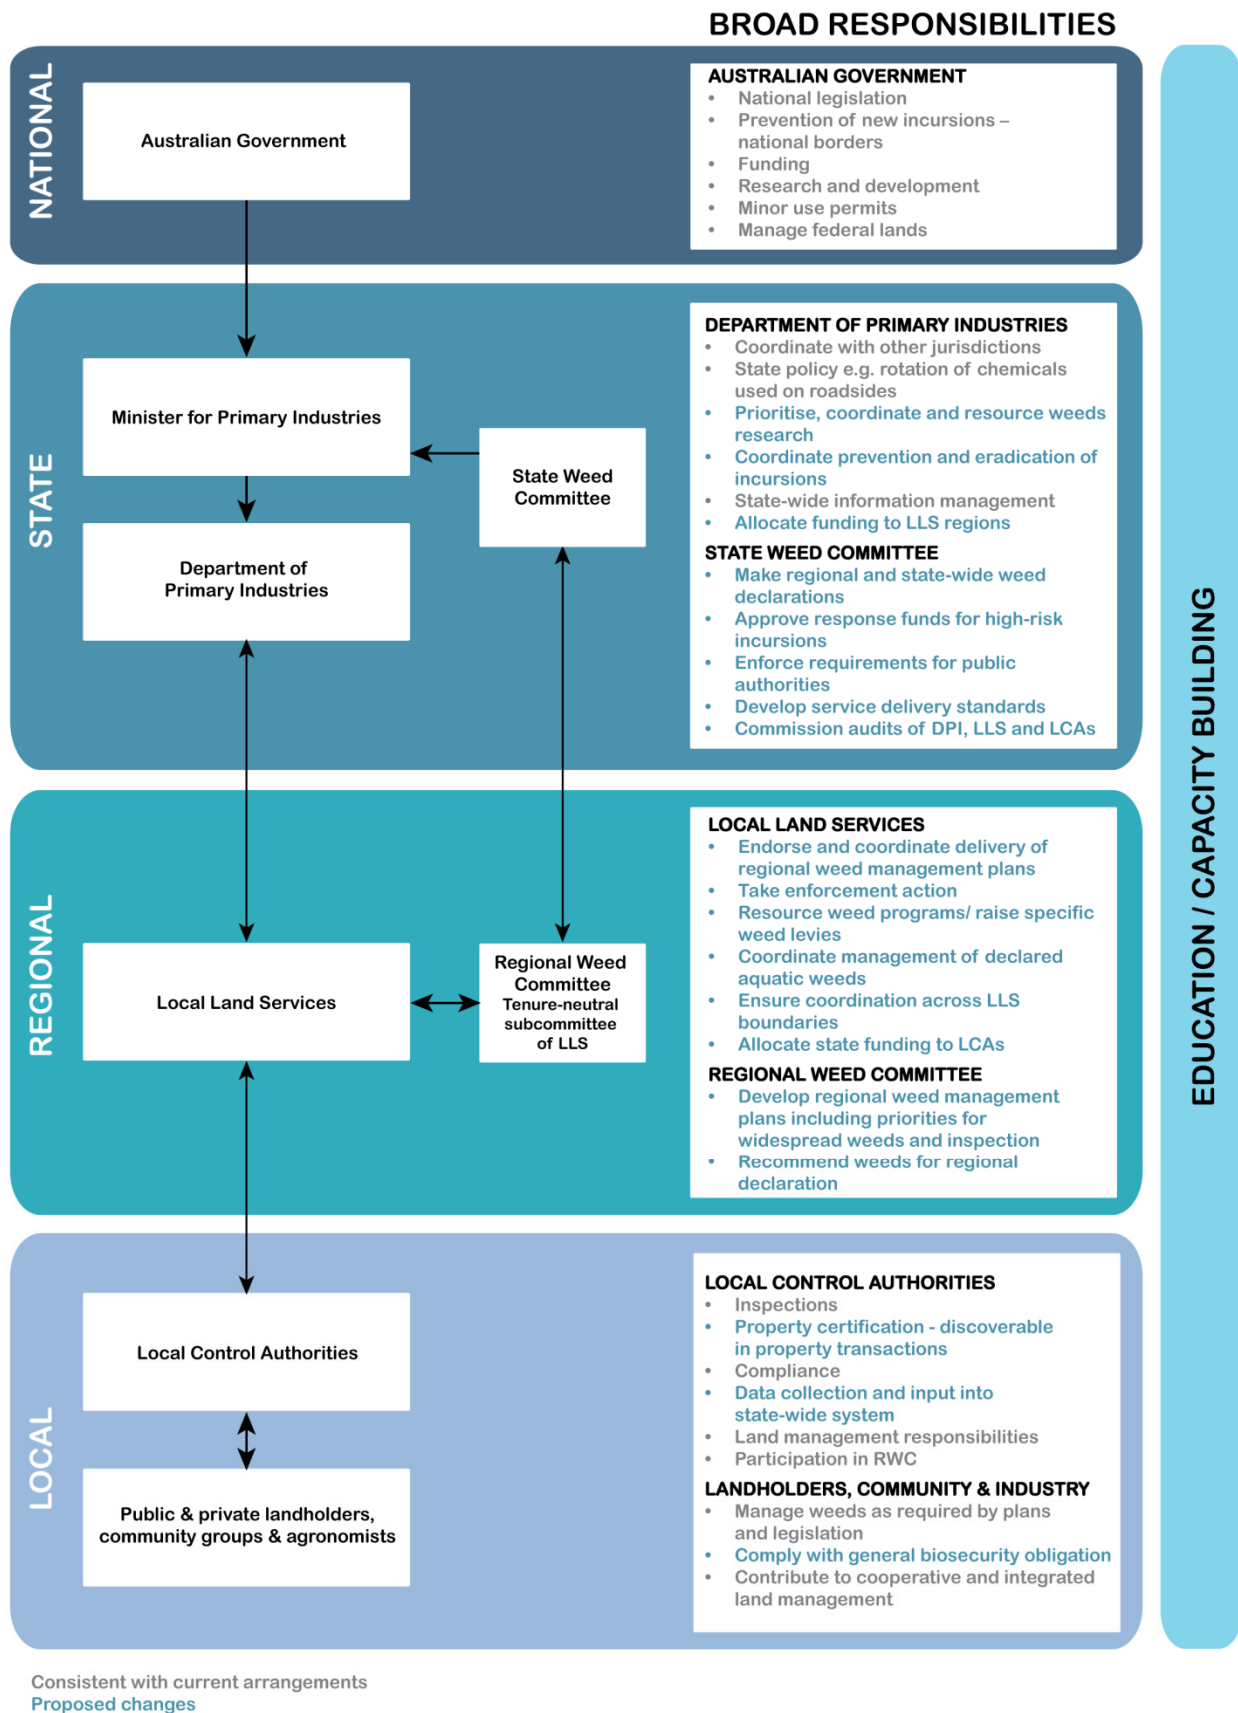 BROAD RESPONSIBILITIES
NATIONAL
Australian Government
AUSTRALIAN GOVERNMENT
• National legislation
• Prevention of new incursions –
national borders
• Funding
• Research and development
• Minor use permits
• Manage federal lands
STATE
Minister for Primary Industries
State Weed
Committee
Department of
Primary Industries
DEPARTMENT OF PRIMARY INDUSTRIES
• Coordinate with other jurisdictions
• State policy e.g. rotation of chemicals
used on roadsides
• Prioritise, coordinate and resource weeds
research
• Coordinate prevention and eradication of
incursions
• State-wide information management
• Allocate funding to LLS regions
STATE WEED COMMITTEE
• Make regional and state-wide weed
declarations
• Approve response funds for high-risk
incursions
• Enforce requirements for public
authorities
• Develop service delivery standards
• Commission audits of DPI, LLS and LCAs
REGIONAL
Local Land Services
Regional Weed
Committee
Tenure-neutral
subcommittee
of LLS
LOCAL LAND SERVICES
• Endorse and coordinate delivery of
regional weed management plans
• Take enforcement action
• Resource weed programs/ raise specific
weed levies
• Coordinate management of declared
aquatic weeds
• Ensure coordination across LLS
boundaries
• Allocate state funding to LCAs
REGIONAL WEED COMMITTEE
• Develop regional weed management
plans including priorities for
widespread weeds and inspection
• Recommend weeds for regional
declaration
LOCAL
Local Control Authorities
Public & private landholders,
community groups & agronomists
LOCAL CONTROL AUTHORITIES
• Inspections
• Property certification - discoverable
in property transactions
• Compliance
• Data collection and input into
state-wide system
• Land management responsibilities
• Participation in RWC
LANDHOLDERS, COMMUNITY & INDUSTRY
• Manage weeds as required by plans
and legislation
• Comply with general biosecurity obligation
• Contribute to cooperative and integrated
land management
EDUCATION / CAPACITY BUILDING
Consistent with current arrangements
Proposed changes